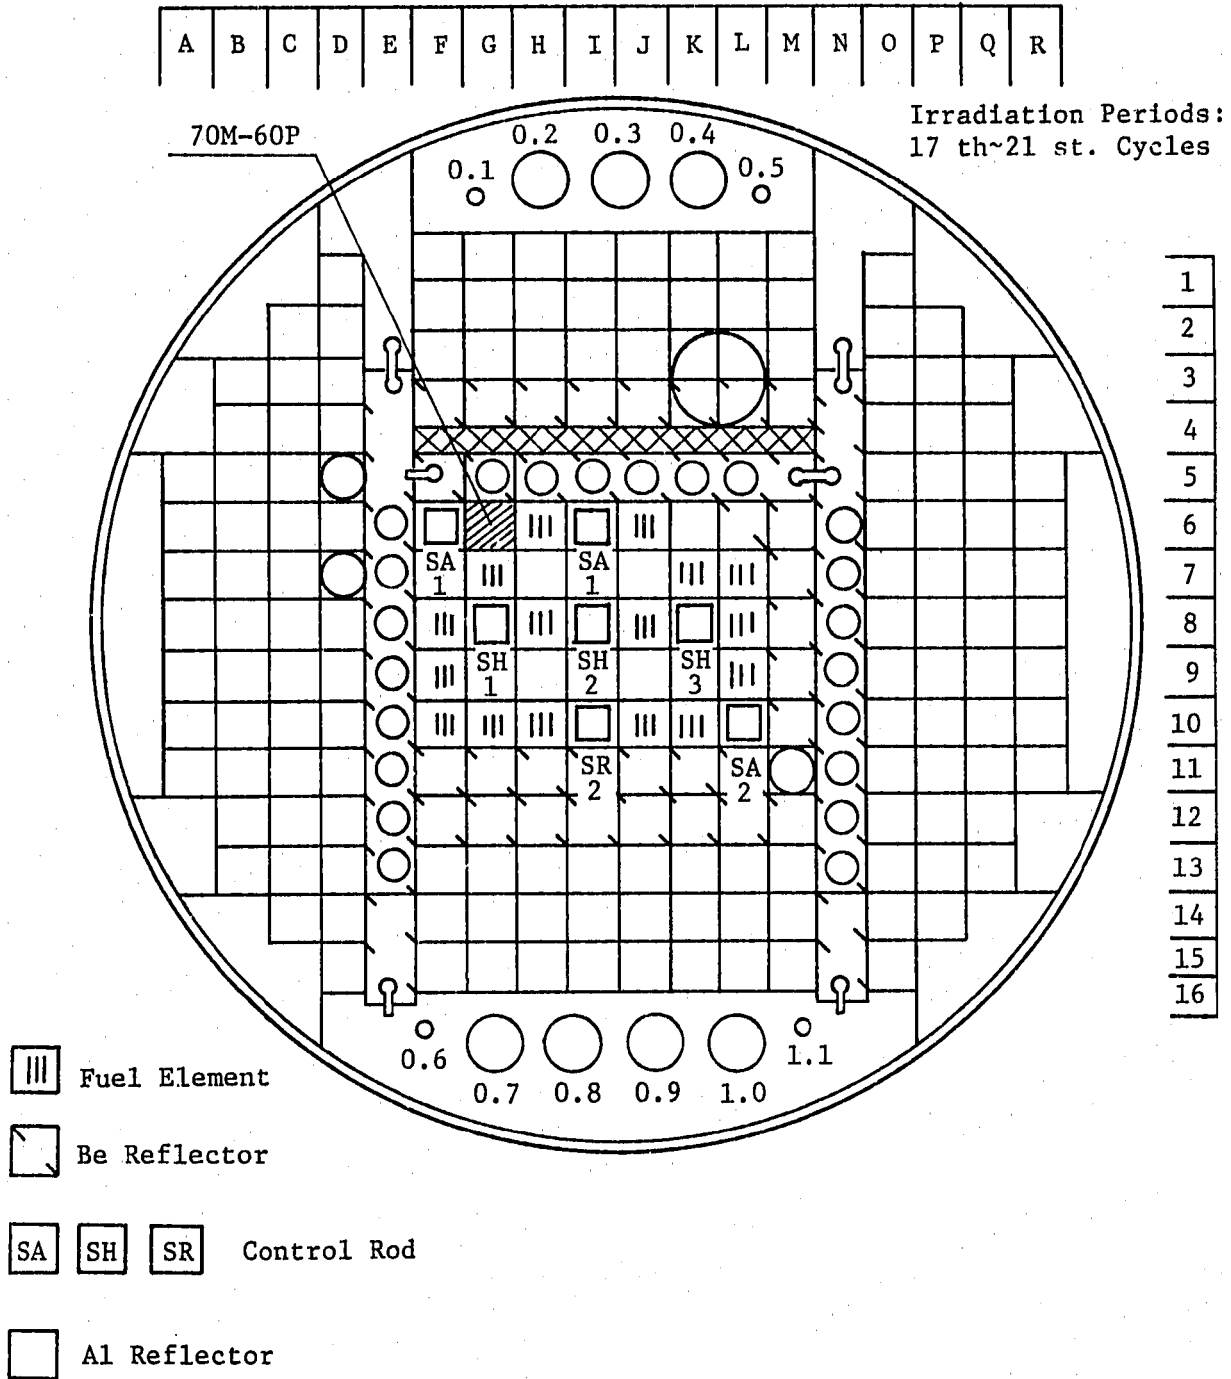 A B C D E F G H I J K L M N O P Q R
Irradiation Periods:
17 th~21 st. Cycles
70M-60P
0.1 0.2 0.3 0.4 0.5
1
2
3
4
5
6
SA 1 SA 1
7
8
SH 1 SH 2 SH 3
9
10
SR 2 SA 2
11
12
13
14
15
16
0.6 0.7 0.8 0.9 1.0 1.1
Fuel Element
Be Reflector
SA SH SR Control Rod
Al Reflector